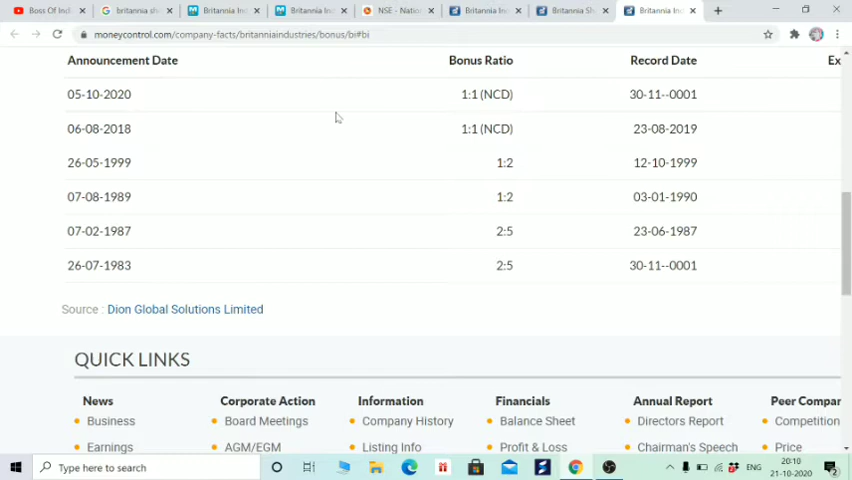 Boss Of Indi
britannia sh
Britannia In
Britannia In
NSE - Nation
Britannia In
Britannia Sh
Britannia In
moneycontrol.com/company-facts/britanniaindustries/bonus/bi#bi
Announcement Date Bonus Ratio Record Date Ex
05-10-2020 1:1 (NCD) 30-11--0001
06-08-2018 1:1 (NCD) 23-08-2019
26-05-1999 1:2 12-10-1999
07-08-1989 1:2 03-01-1990
07-02-1987 2:5 23-06-1987
26-07-1983 2:5 30-11--0001
Source : Dion Global Solutions Limited
QUICK LINKS
News Corporate Action Information Financials Annual Report Peer Compar
Business Board Meetings Company History Balance Sheet Directors Report Competition
Earnings AGM/EGM Listing Info Profit & Loss Chairman's Speech Price
Type here to search
ENG
20:10
21-10-2020
2